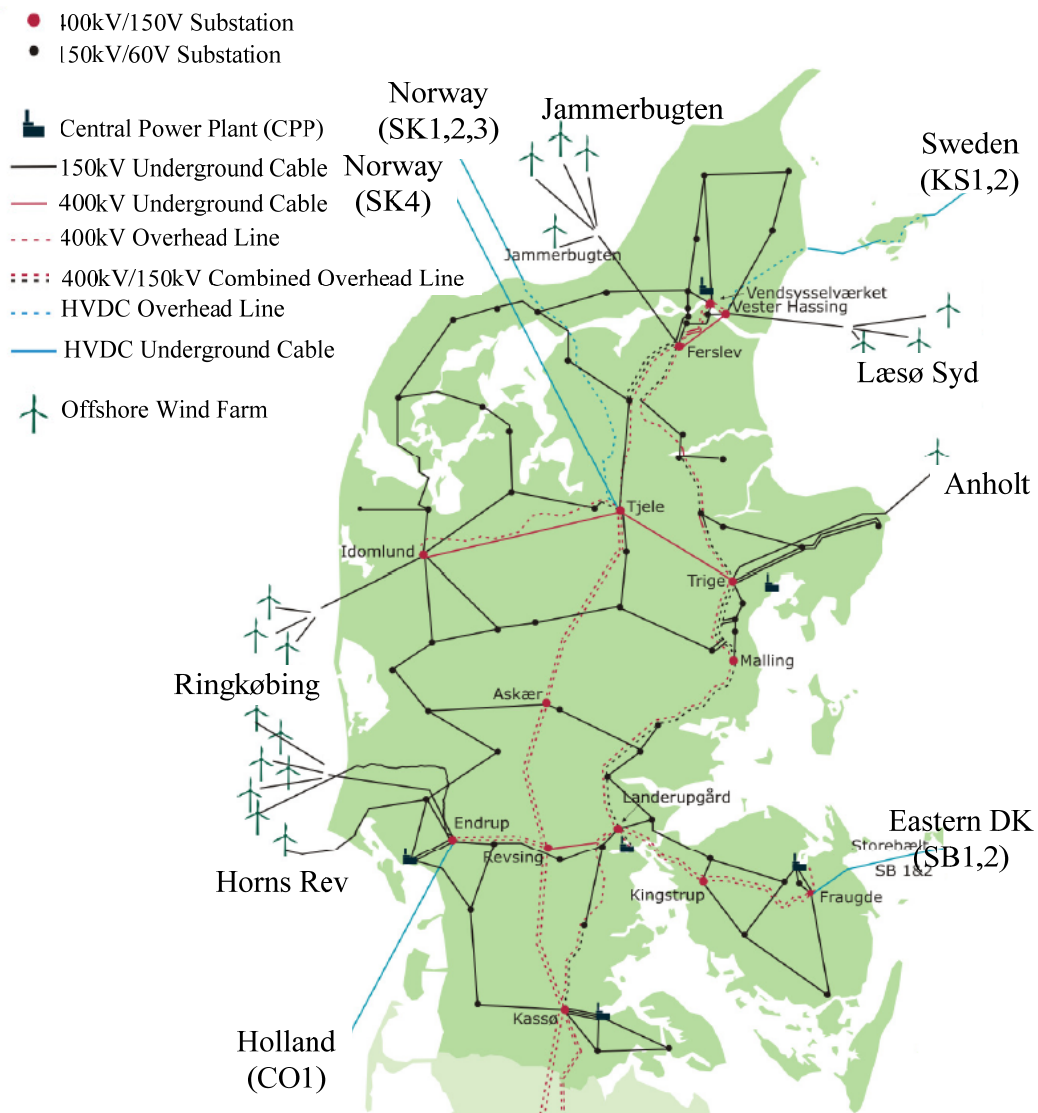 400kV/150V Substation
150kV/60V Substation
Central Power Plant (CPP)
150kV Underground Cable
400kV Underground Cable
400kV Overhead Line
400kV/150kV Combined Overhead Line
HVDC Overhead Line
HVDC Underground Cable
Offshore Wind Farm
Norway
(SK1,2,3)
Norway
(SK4)
Jammerbugten
Sweden
(KS1,2)
Jammerbugten
Vendsysselværket
Vester Hassing
Ferslev
Læsø Syd
Anholt
Tjele
Idomlund
Trige
Malling
Ringkøbing
Askær
Landerupgård
Endrup
Revsing
Horns Rev
Eastern DK
Storebælt
(SB1,2)
SB 1&2
Kingstrup
Fraugde
Kassø
Holland
(CO1)